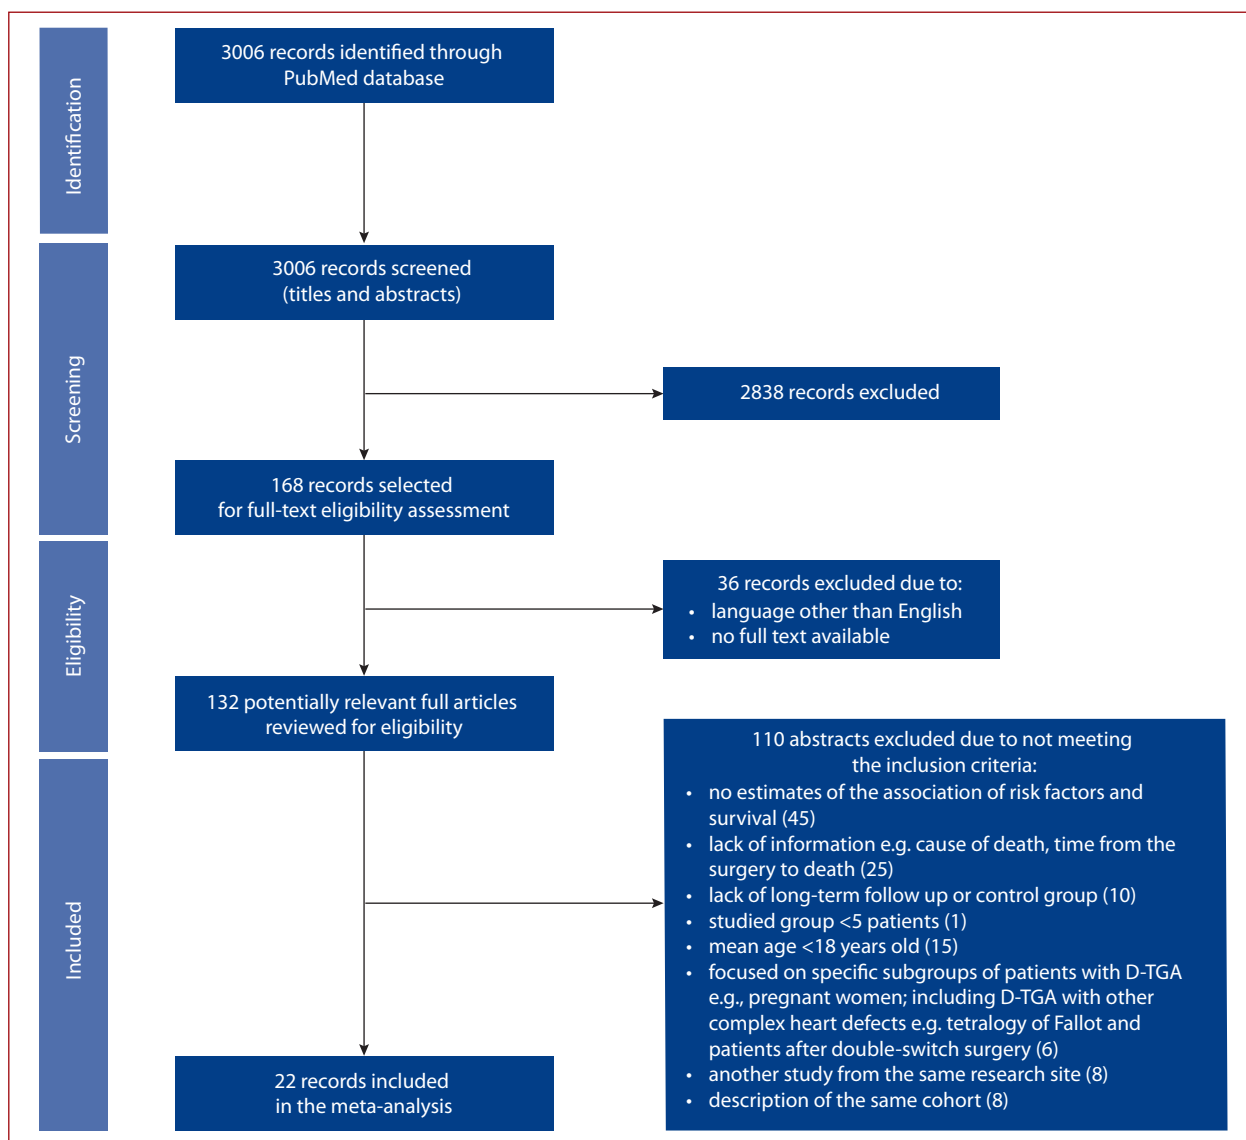 Identification
3006 records identified through
PubMed database
Screening
3006 records screened
(titles and abstracts)
2838 records excluded
168 records selected
for full-text eligibility assessment
Eligibility
36 records excluded due to:
• language other than English
• no full text available
132 potentially relevant full articles
reviewed for eligibility
Included
110 abstracts excluded due to not meeting
the inclusion criteria:
• no estimates of the association of risk factors and
survival (45)
• lack of information e.g. cause of death, time from the
surgery to death (25)
• lack of long-term follow up or control group (10)
• studied group <5 patients (1)
• mean age <18 years old (15)
• focused on specific subgroups of patients with D-TGA
e.g., pregnant women; including D-TGA with other
complex heart defects e.g. tetralogy of Fallot and
patients after double-switch surgery (6)
• another study from the same research site (8)
• description of the same cohort (8)
22 records included
in the meta-analysis